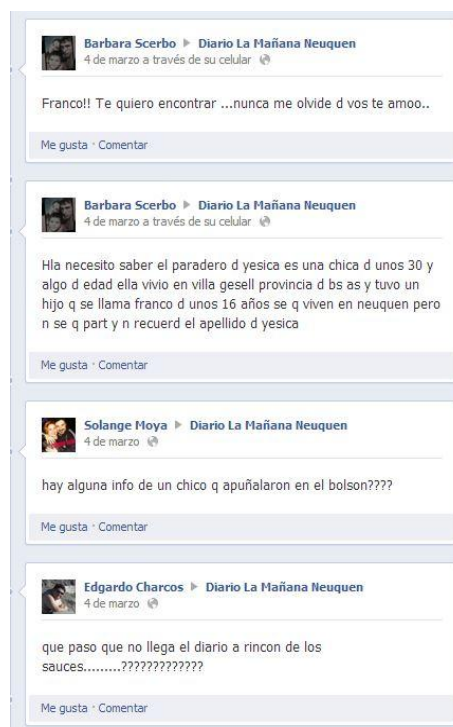 Barbara Scerbo ▶ Diario La Mañana Neuquen
4 de marzo a través de su celular
Franco!! Te quiero encontrar ...nunca me olvide d vos te amoo..
Me gusta · Comentar
Barbara Scerbo ▶ Diario La Mañana Neuquen
4 de marzo a través de su celular
Hla necesito saber el paradero d yesica es una chica d unos 30 y
algo d edad ella vivio en villa gesell provincia d bs as y tuvo un
hijo q se llama franco d unos 16 años se q viven en neuquen pero
n se q part y n recuerd el apellido d yesica
Me gusta · Comentar
Solange Moya ▶ Diario La Mañana Neuquen
4 de marzo
hay alguna info de un chico q apuñalaron en el bolson????
Me gusta · Comentar
Edgardo Charcos ▶ Diario La Mañana Neuquen
4 de marzo
que paso que no llega el diario a rincon de los
sauces.........?????????????
Me gusta · Comentar